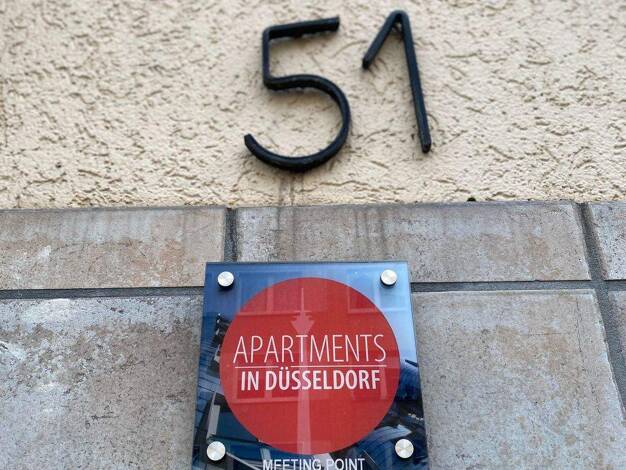 51
APARTMENTS
IN DÜSSELDORF
MEETING POINT